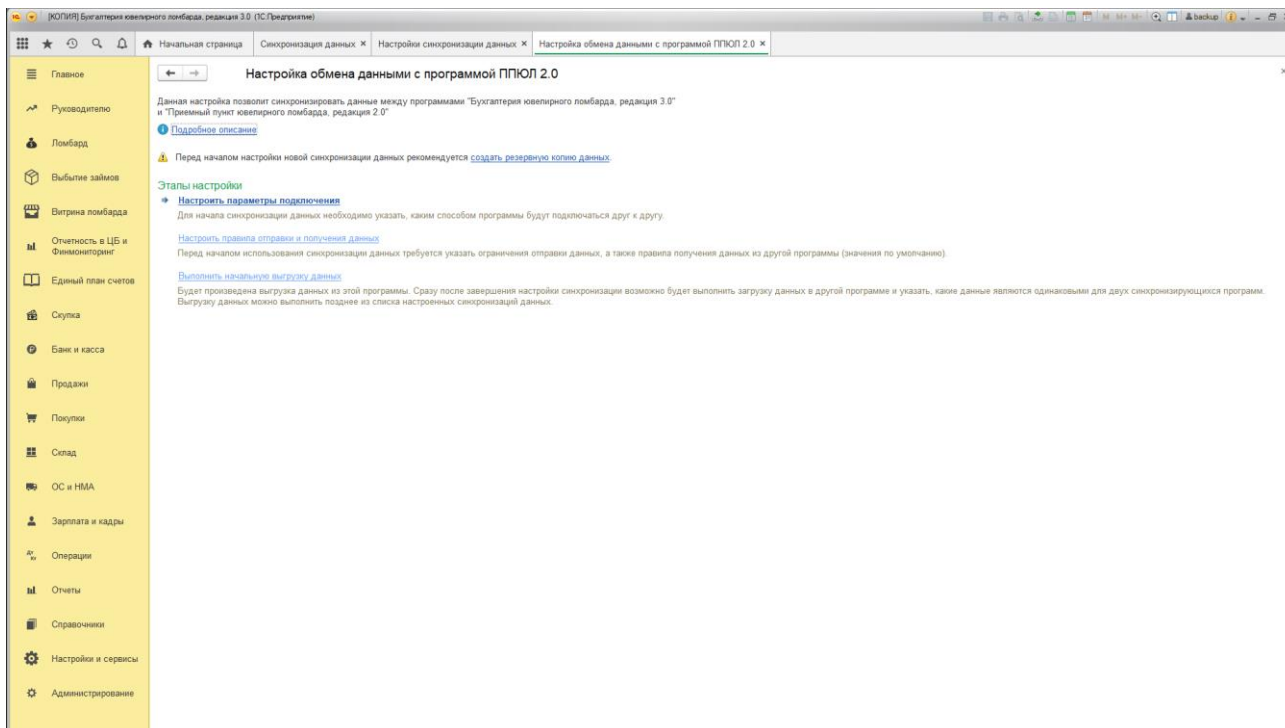 [КОПИЯ] Бухгалтерия ювелирного ломбарда, редакция 3.0 (1С:Предприятие)
M M+ M- backup
Начальная страница Синхронизация данных × Настройки синхронизации данных × Настройка обмена данными с программой ППЮЛ 2.0 ×
Главное
Руководителю
Ломбард
Выбытие займов
Витрина ломбарда
Отчетность в ЦБ и
Финмониторинг
Единый план счетов
Скупка
Банк и касса
Продажи
Покупки
Склад
ОС и НМА
Зарплата и кадры
Операции
Отчеты
Справочники
Настройки и сервисы
Администрирование
Настройка обмена данными с программой ППЮЛ 2.0
Данная настройка позволит синхронизировать данные между программами "Бухгалтерия ювелирного ломбарда, редакция 3.0"
и "Приемный пункт ювелирного ломбарда, редакция 2.0"
Подробное описание
Перед началом настройки новой синхронизации данных рекомендуется создать резервную копию данных.
Этапы настройки
Настроить параметры подключения
Для начала синхронизации данных необходимо указать, каким способом программы будут подключаться друг к другу.
Настроить правила отправки и получения данных
Перед началом использования синхронизации данных требуется указать ограничения отправки данных, а также правила получения данных из другой программы (значения по умолчанию).
Выполнить начальную выгрузку данных
Будет произведена выгрузка данных из этой программы. Сразу после завершения настройки синхронизации возможно будет выполнить загрузку данных в другой программе и указать, какие данные являются одинаковыми для двух синхронизирующихся программ.
Выгрузку данных можно выполнить позднее из списка настроенных синхронизаций данных.